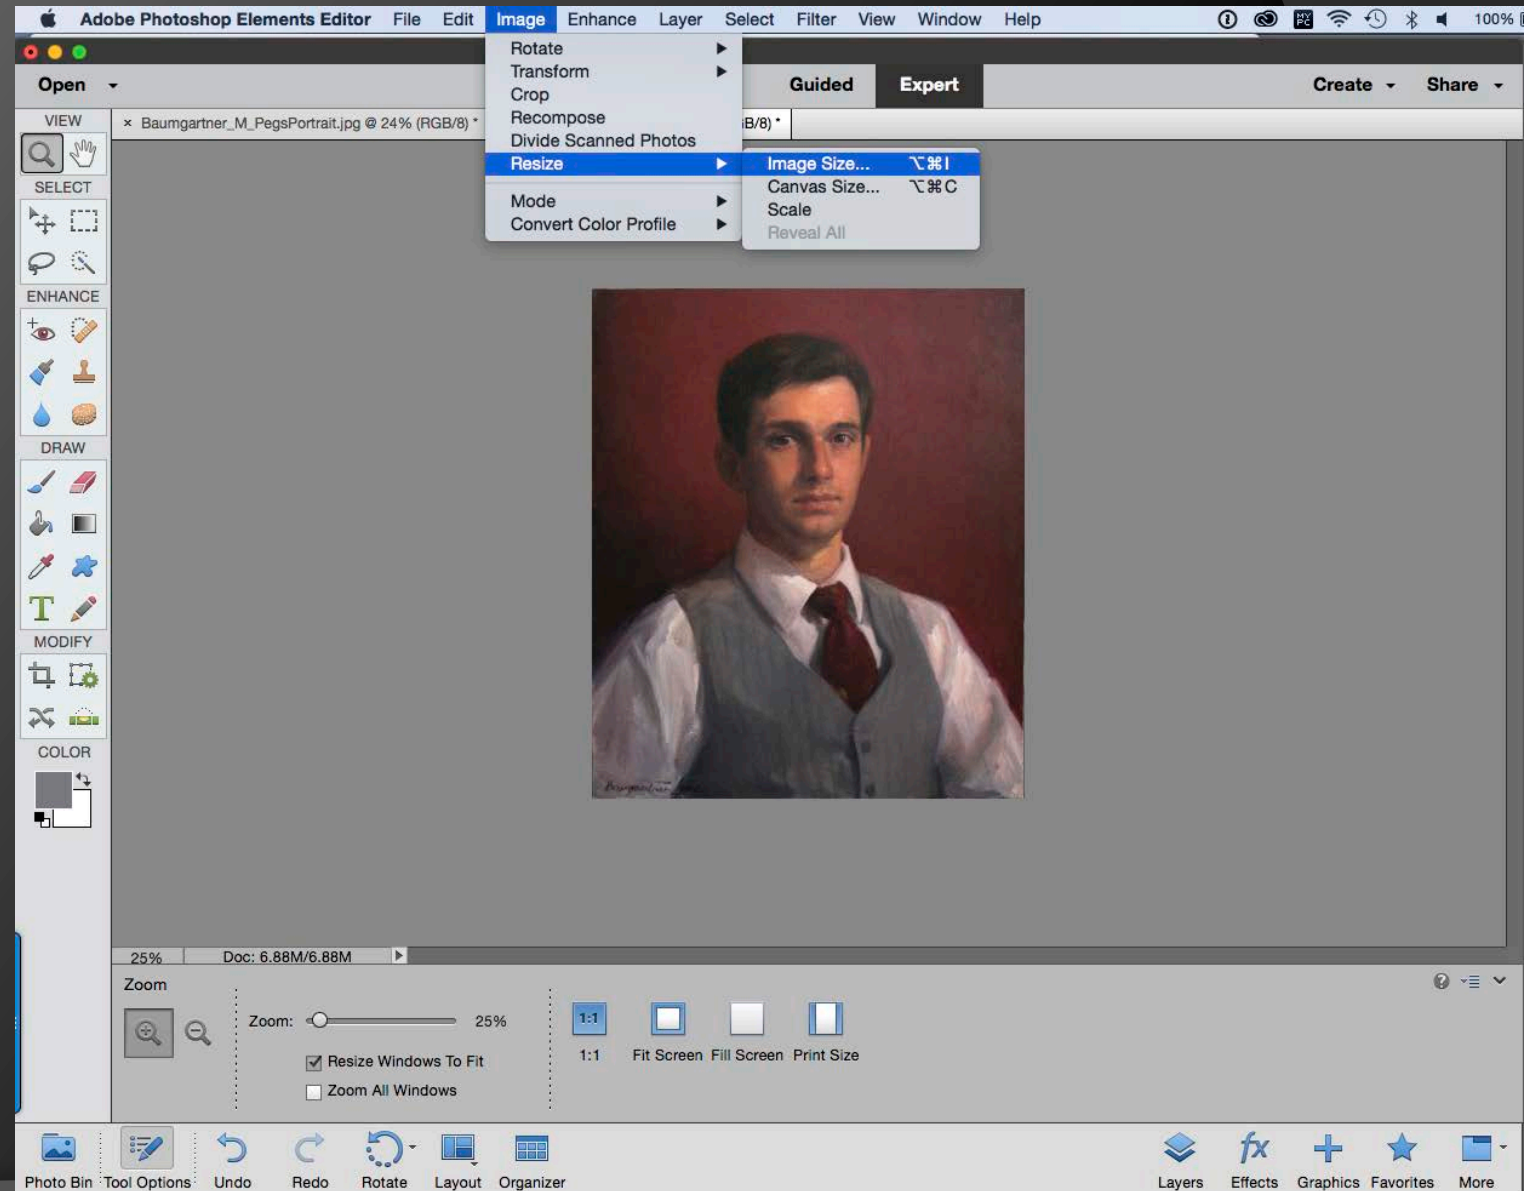 Adobe Photoshop Elements Editor File Edit Image Enhance Layer Select Filter View Window Help 100%
Open Guided Expert Create Share
Rotate
Transform
Crop
Recompose
Divide Scanned Photos
Resize
Mode
Convert Color Profile
Image Size... ⌥⌘I
Canvas Size... ⌥⌘C
Scale
Reveal All
× Baumgartner_M_PegsPortrait.jpg @ 24% (RGB/8) *
B/8) *
VIEW
SELECT
ENHANCE
DRAW
T
MODIFY
COLOR
Baumgartner
25% Doc: 6.88M/6.88M
Zoom
Zoom: 25%
Resize Windows To Fit
Zoom All Windows
1:1
1:1 Fit Screen Fill Screen Print Size
fx
Photo Bin Tool Options Undo Redo Rotate Layout Organizer Layers Effects Graphics Favorites More